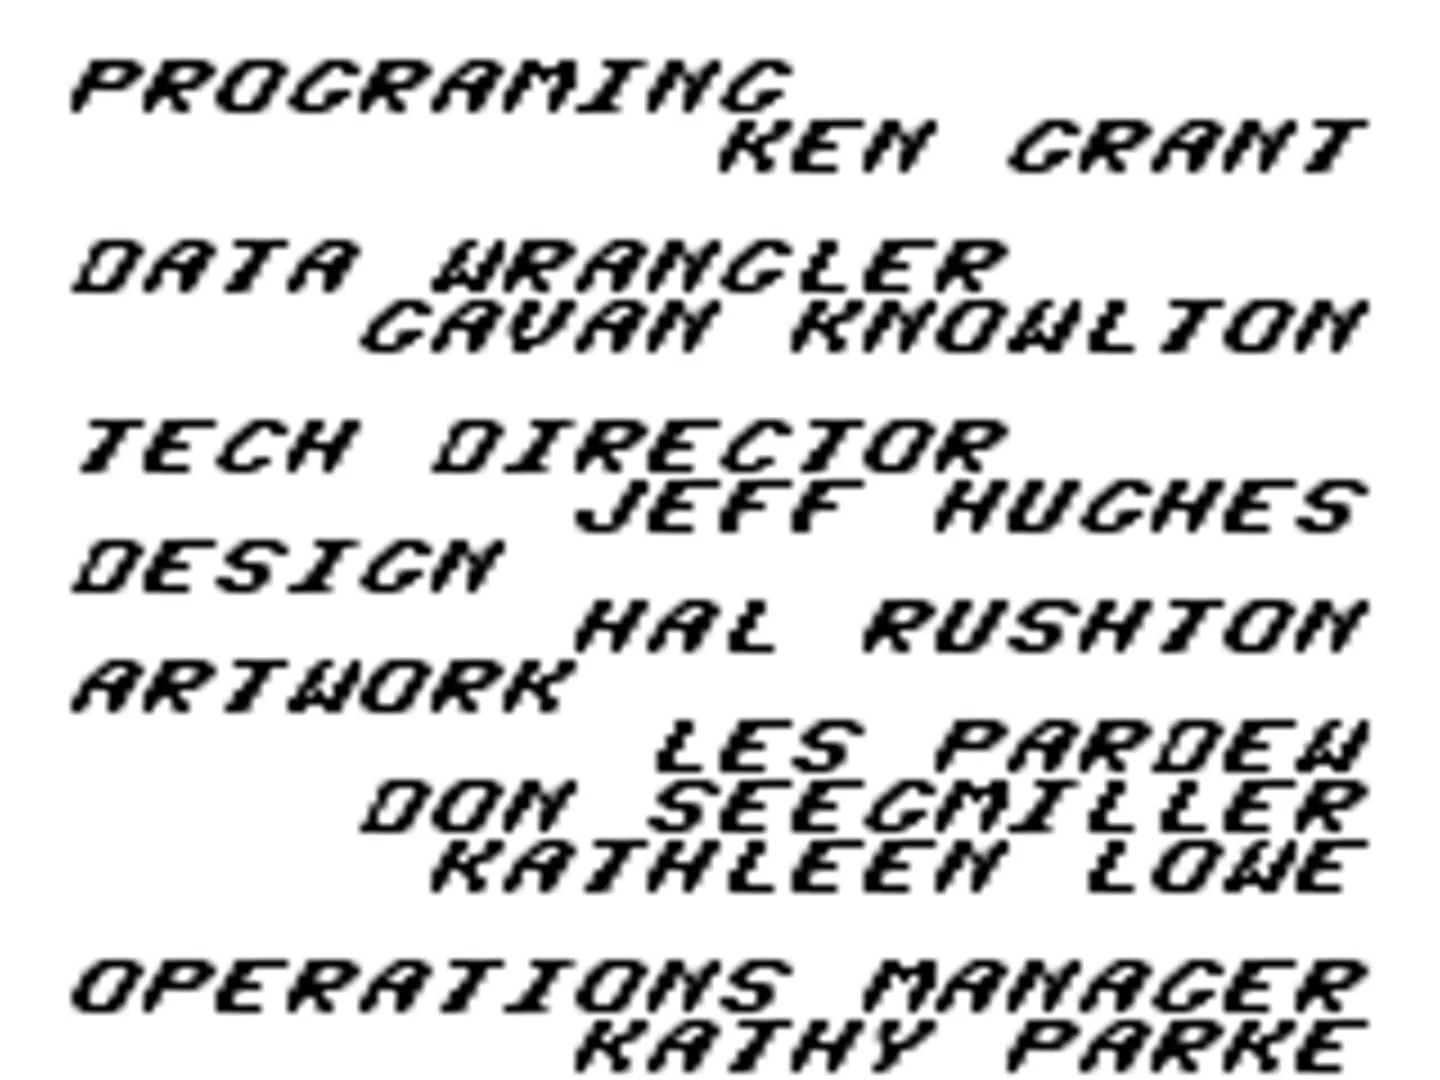 PROGRAMING
KEN GRANT
DATA WRANGLER
GAVAN KNOWLTON
TECH DIRECTOR
JEFF HUGHES
DESIGN
HAL RUSHTON
ARTWORK
LES PARDEW
DON SEEGMILLER
KATHLEEN LOWE
OPERATIONS MANAGER
KATHY PARKE